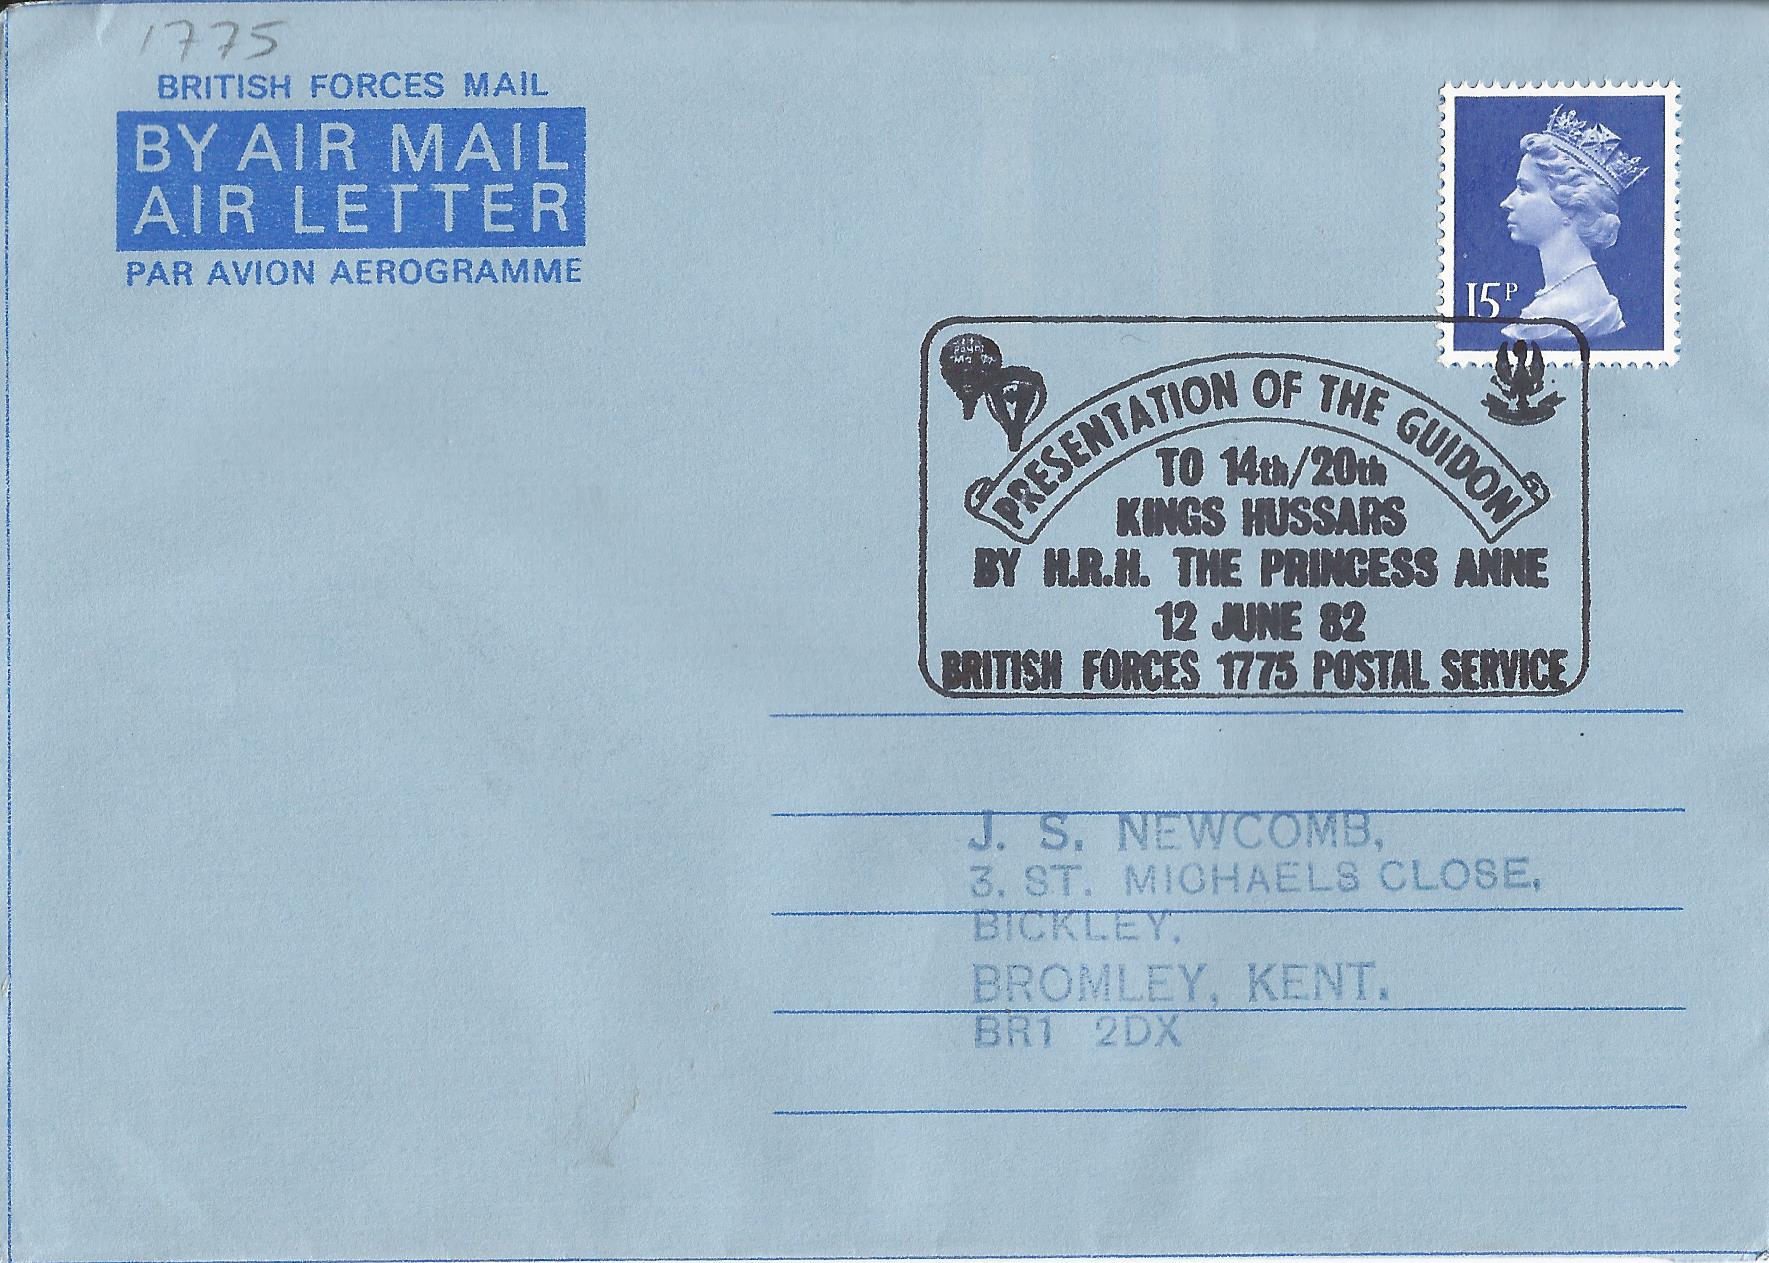 1775
BRITISH FORCES MAIL
BY AIR MAIL
AIR LETTER
PAR AVION AEROGRAMME
15P
PRESENTATION OF THE GUIDON
TO 14th/20th
KINGS HUSSARS
BY H.R.H. THE PRINCESS ANNE
12 JUNE 82
BRITISH FORCES 1775 POSTAL SERVICE
J. S. NEWCOMB,
3. ST. MICHAELS CLOSE,
BICKLEY,
BROMLEY, KENT.
BR1 2DX